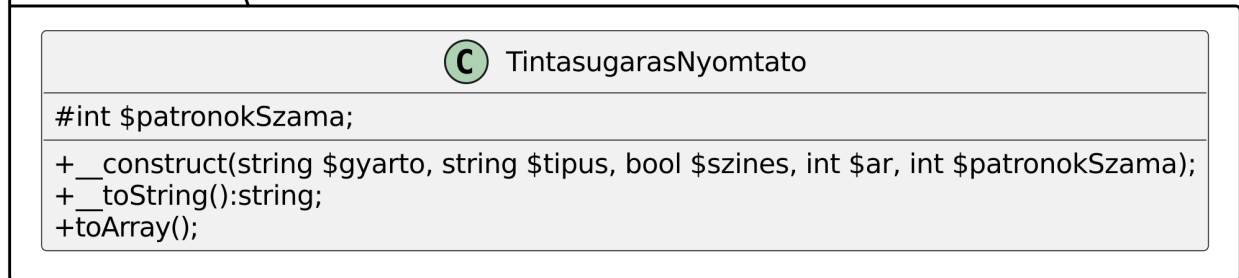 C TintasugarasNyomtato
#int $patronokSzama;
+__construct(string $gyarto, string $tipus, bool $szines, int $ar, int $patronokSzama);
+__toString():string;
+toArray();